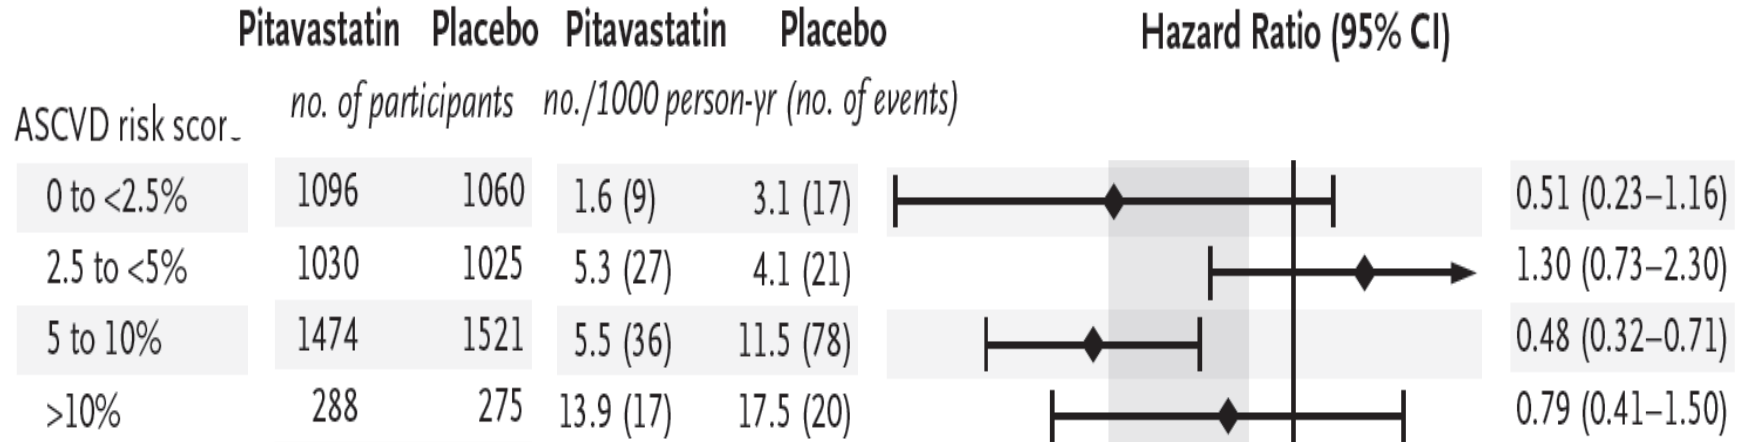 Pitavastatin Placebo Pitavastatin Placebo Hazard Ratio (95% CI)
no. of participants no./1000 person-yr (no. of events)
ASCVD risk scor
0 to <2.5% 1096 1060 1.6 (9) 3.1 (17) 0.51 (0.23–1.16)
2.5 to <5% 1030 1025 5.3 (27) 4.1 (21) 1.30 (0.73–2.30)
5 to 10% 1474 1521 5.5 (36) 11.5 (78) 0.48 (0.32–0.71)
>10% 288 275 13.9 (17) 17.5 (20) 0.79 (0.41–1.50)